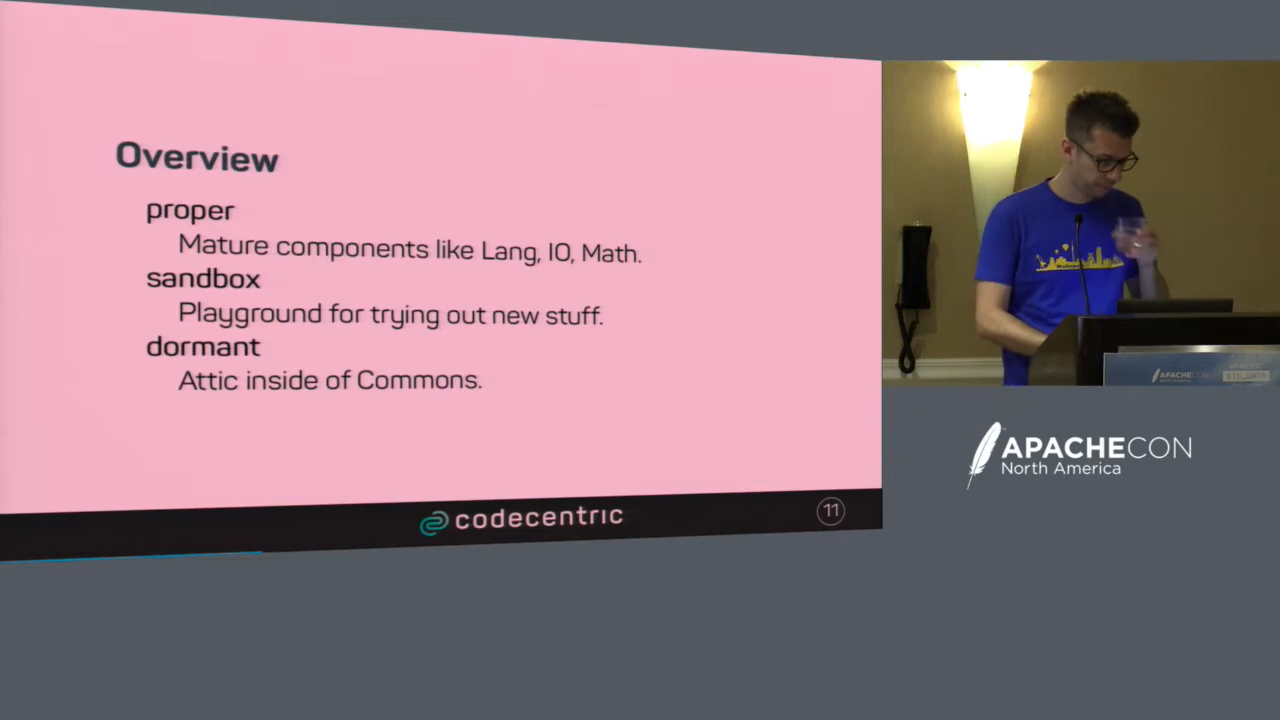 Overview
proper
Mature components like Lang, IO, Math.
sandbox
Playground for trying out new stuff.
dormant
Attic inside of Commons.
codecentric
11
APACHECON
North America
APACHECON